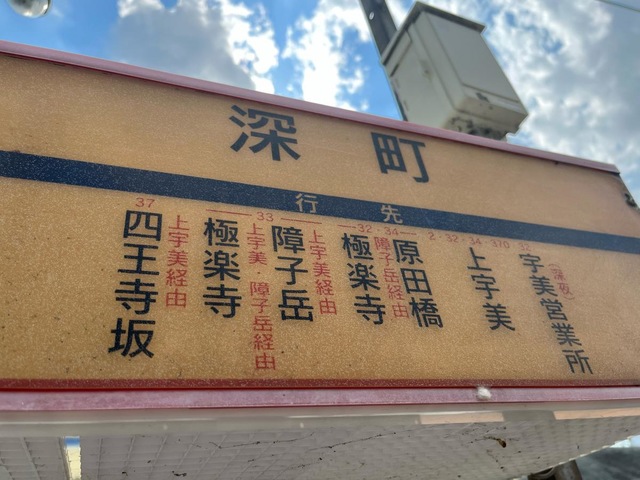 深町
行先
32
宇美営業所
(深夜)
2・32・34・370
上宇美
32・34
原田橋
障子岳経由
極楽寺
33
障子岳
上宇美経由
極楽寺
上宇美・障子岳経由
37
四王寺坂
上宇美経由